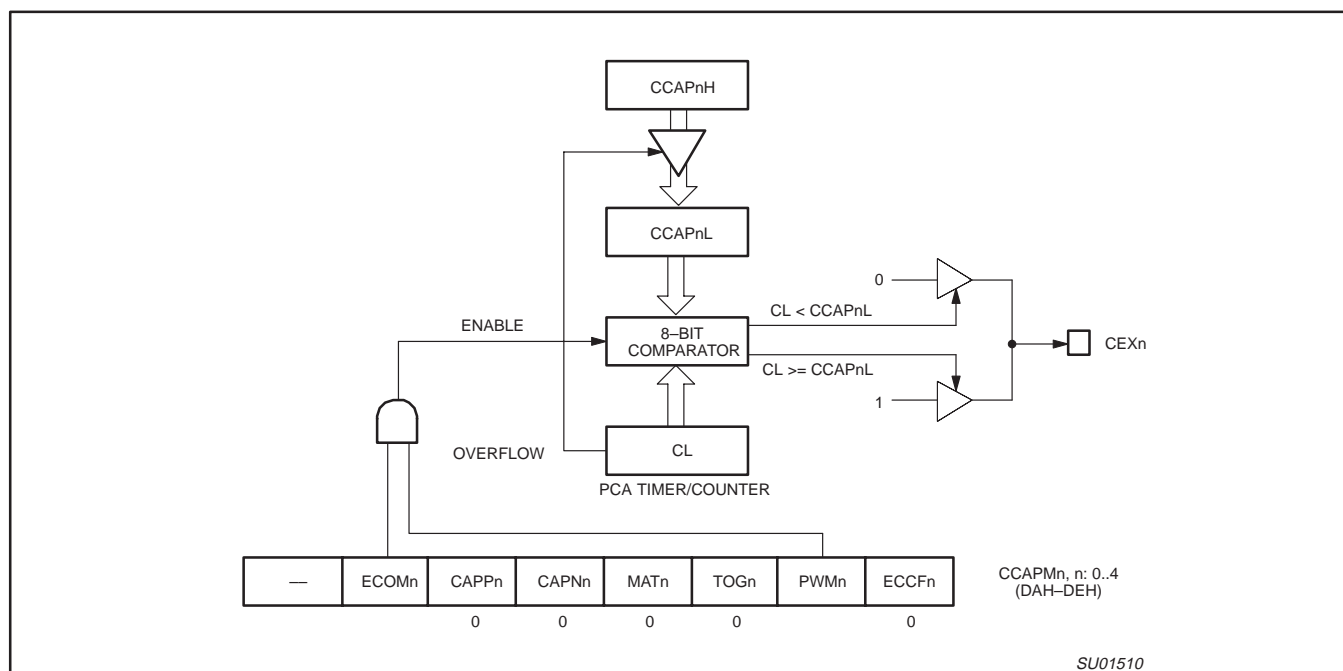 CCAPnH
CCAPnL
0
CL < CCAPnL
ENABLE
8–BIT
COMPARATOR
CEXn
CL >= CCAPnL
1
OVERFLOW
CL
PCA TIMER/COUNTER
— ECOMn CAPPn CAPNn MATn TOGn PWMn ECCFn
CCAPMn, n: 0..4
(DAH–DEH)
0 0 0 0 0
SU01510